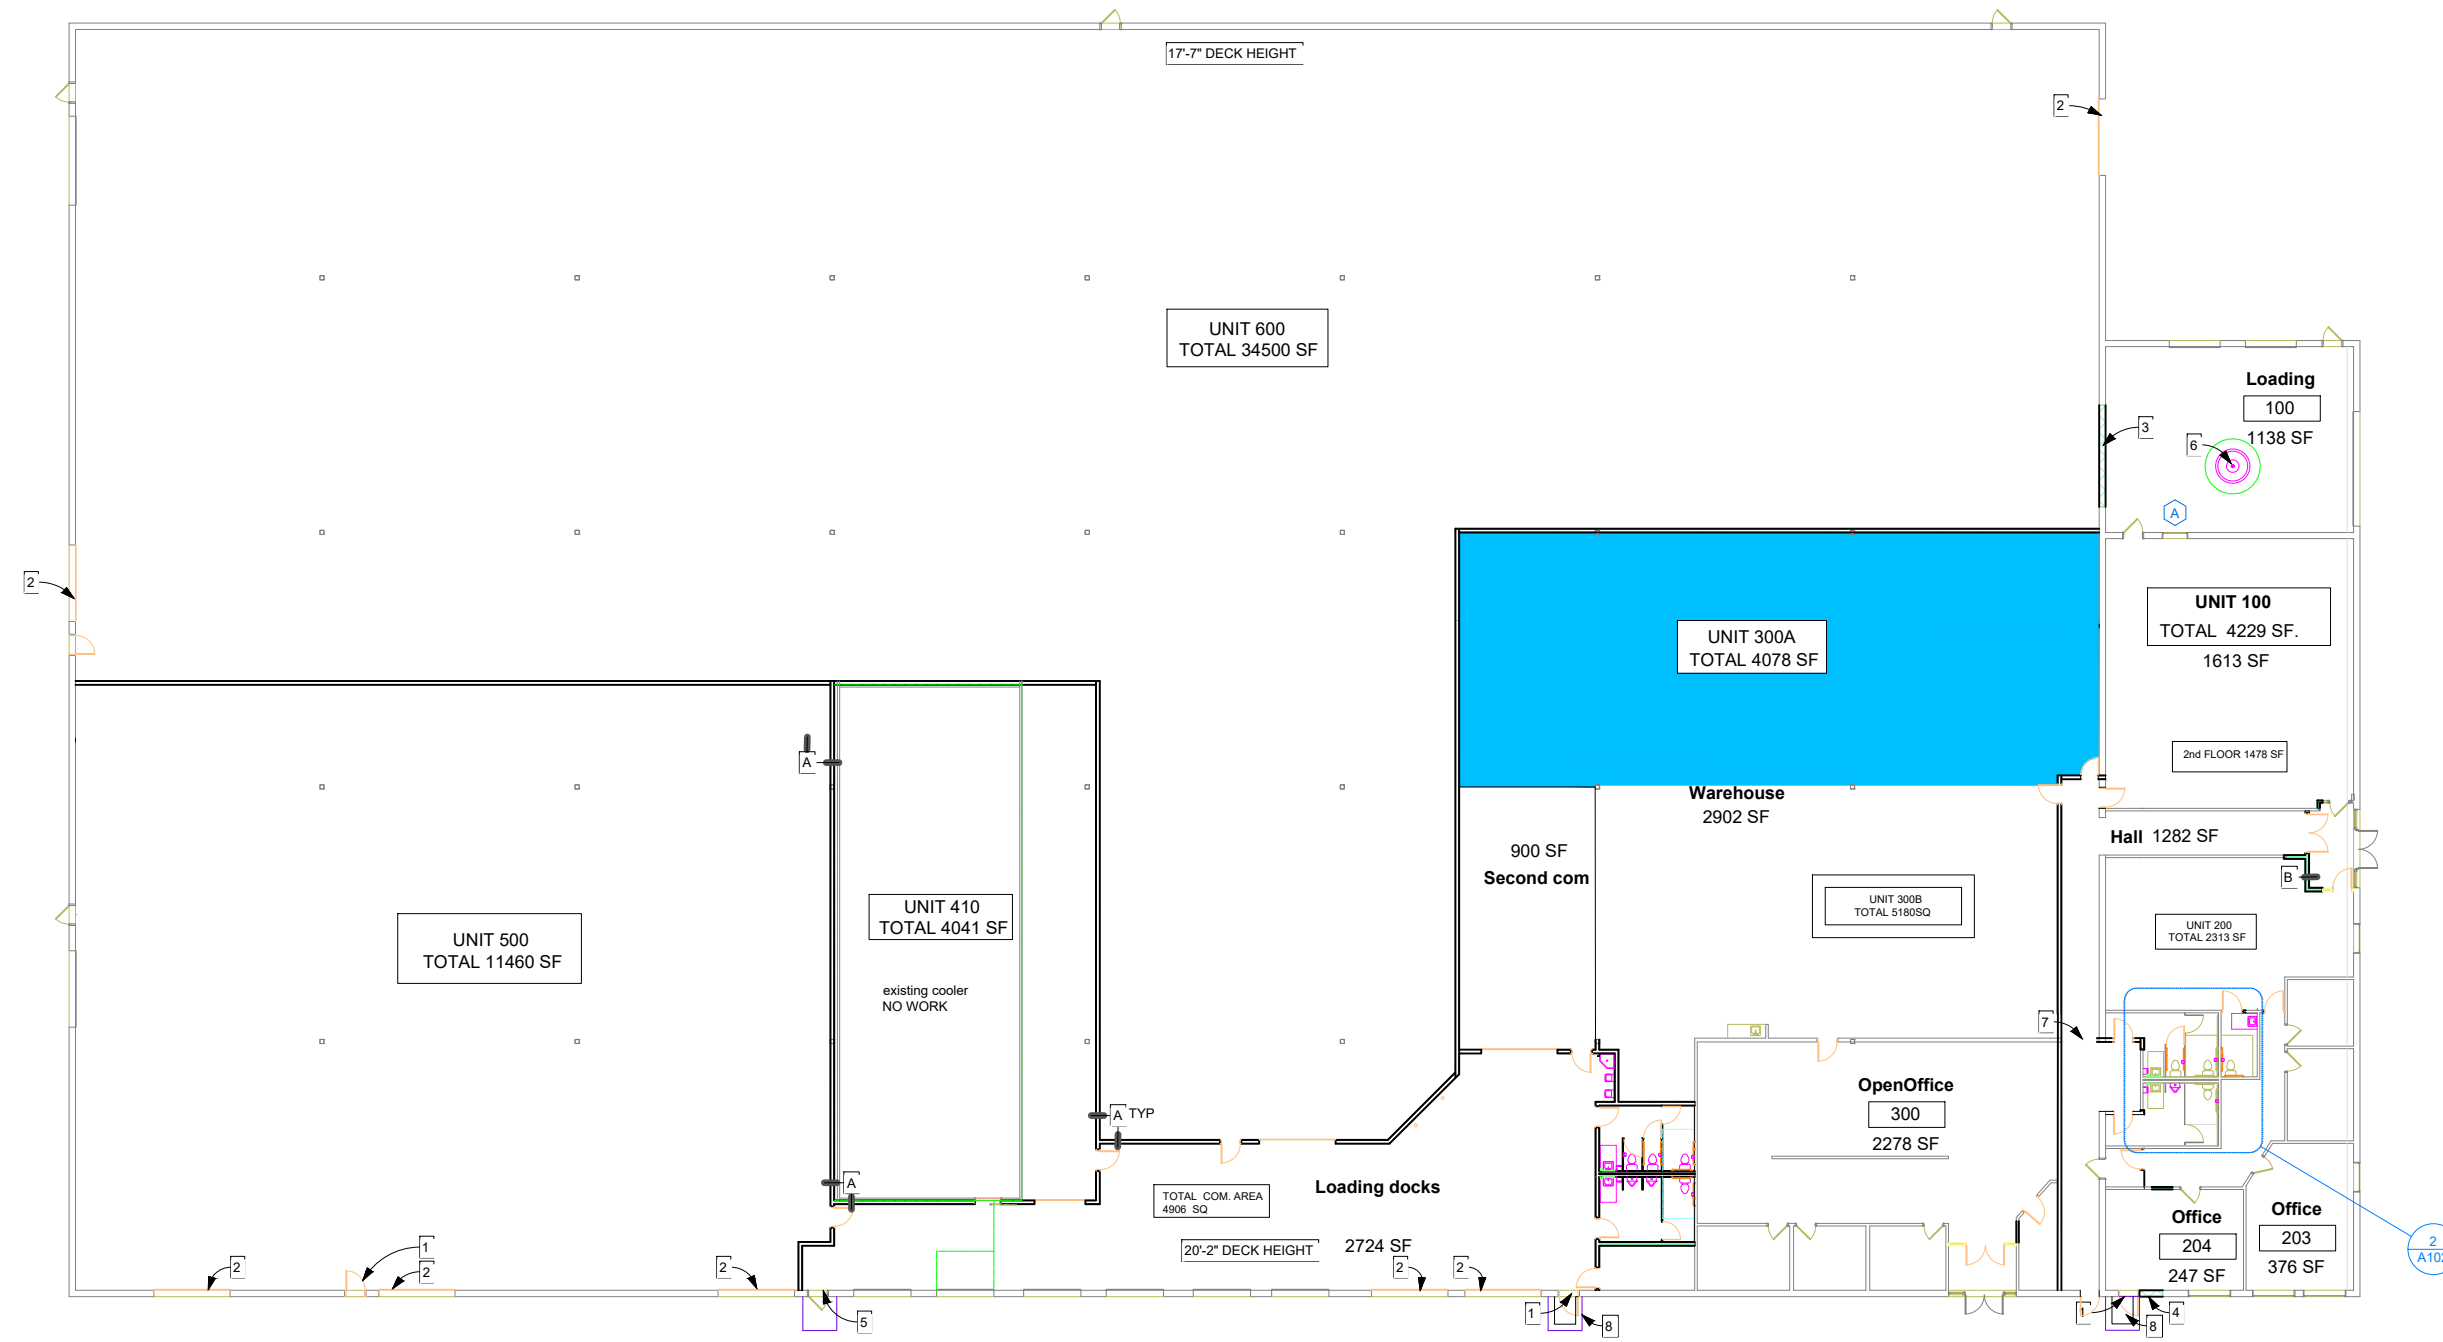 17'-7" DECK HEIGHT
2
UNIT 600
TOTAL 34500 SF
Loading
100
1138 SF
3
6
A
2
UNIT 100
TOTAL 4229 SF.
1613 SF
UNIT 300A
TOTAL 4078 SF
2nd FLOOR 1478 SF
A
Warehouse
2902 SF
Hall 1282 SF
900 SF
Second com
B
UNIT 300B
TOTAL 5180SQ
UNIT 410
TOTAL 4041 SF
UNIT 200
TOTAL 2313 SF
UNIT 500
TOTAL 11460 SF
existing cooler
NO WORK
7
OpenOffice
300
2278 SF
A TYP
A
TOTAL COM. AREA
4906 SQ
Loading docks
Office
204
247 SF
Office
203
376 SF
20'-2" DECK HEIGHT
2724 SF
2
A102
1
2
2
2
2
2
5
1
8
1
8
4